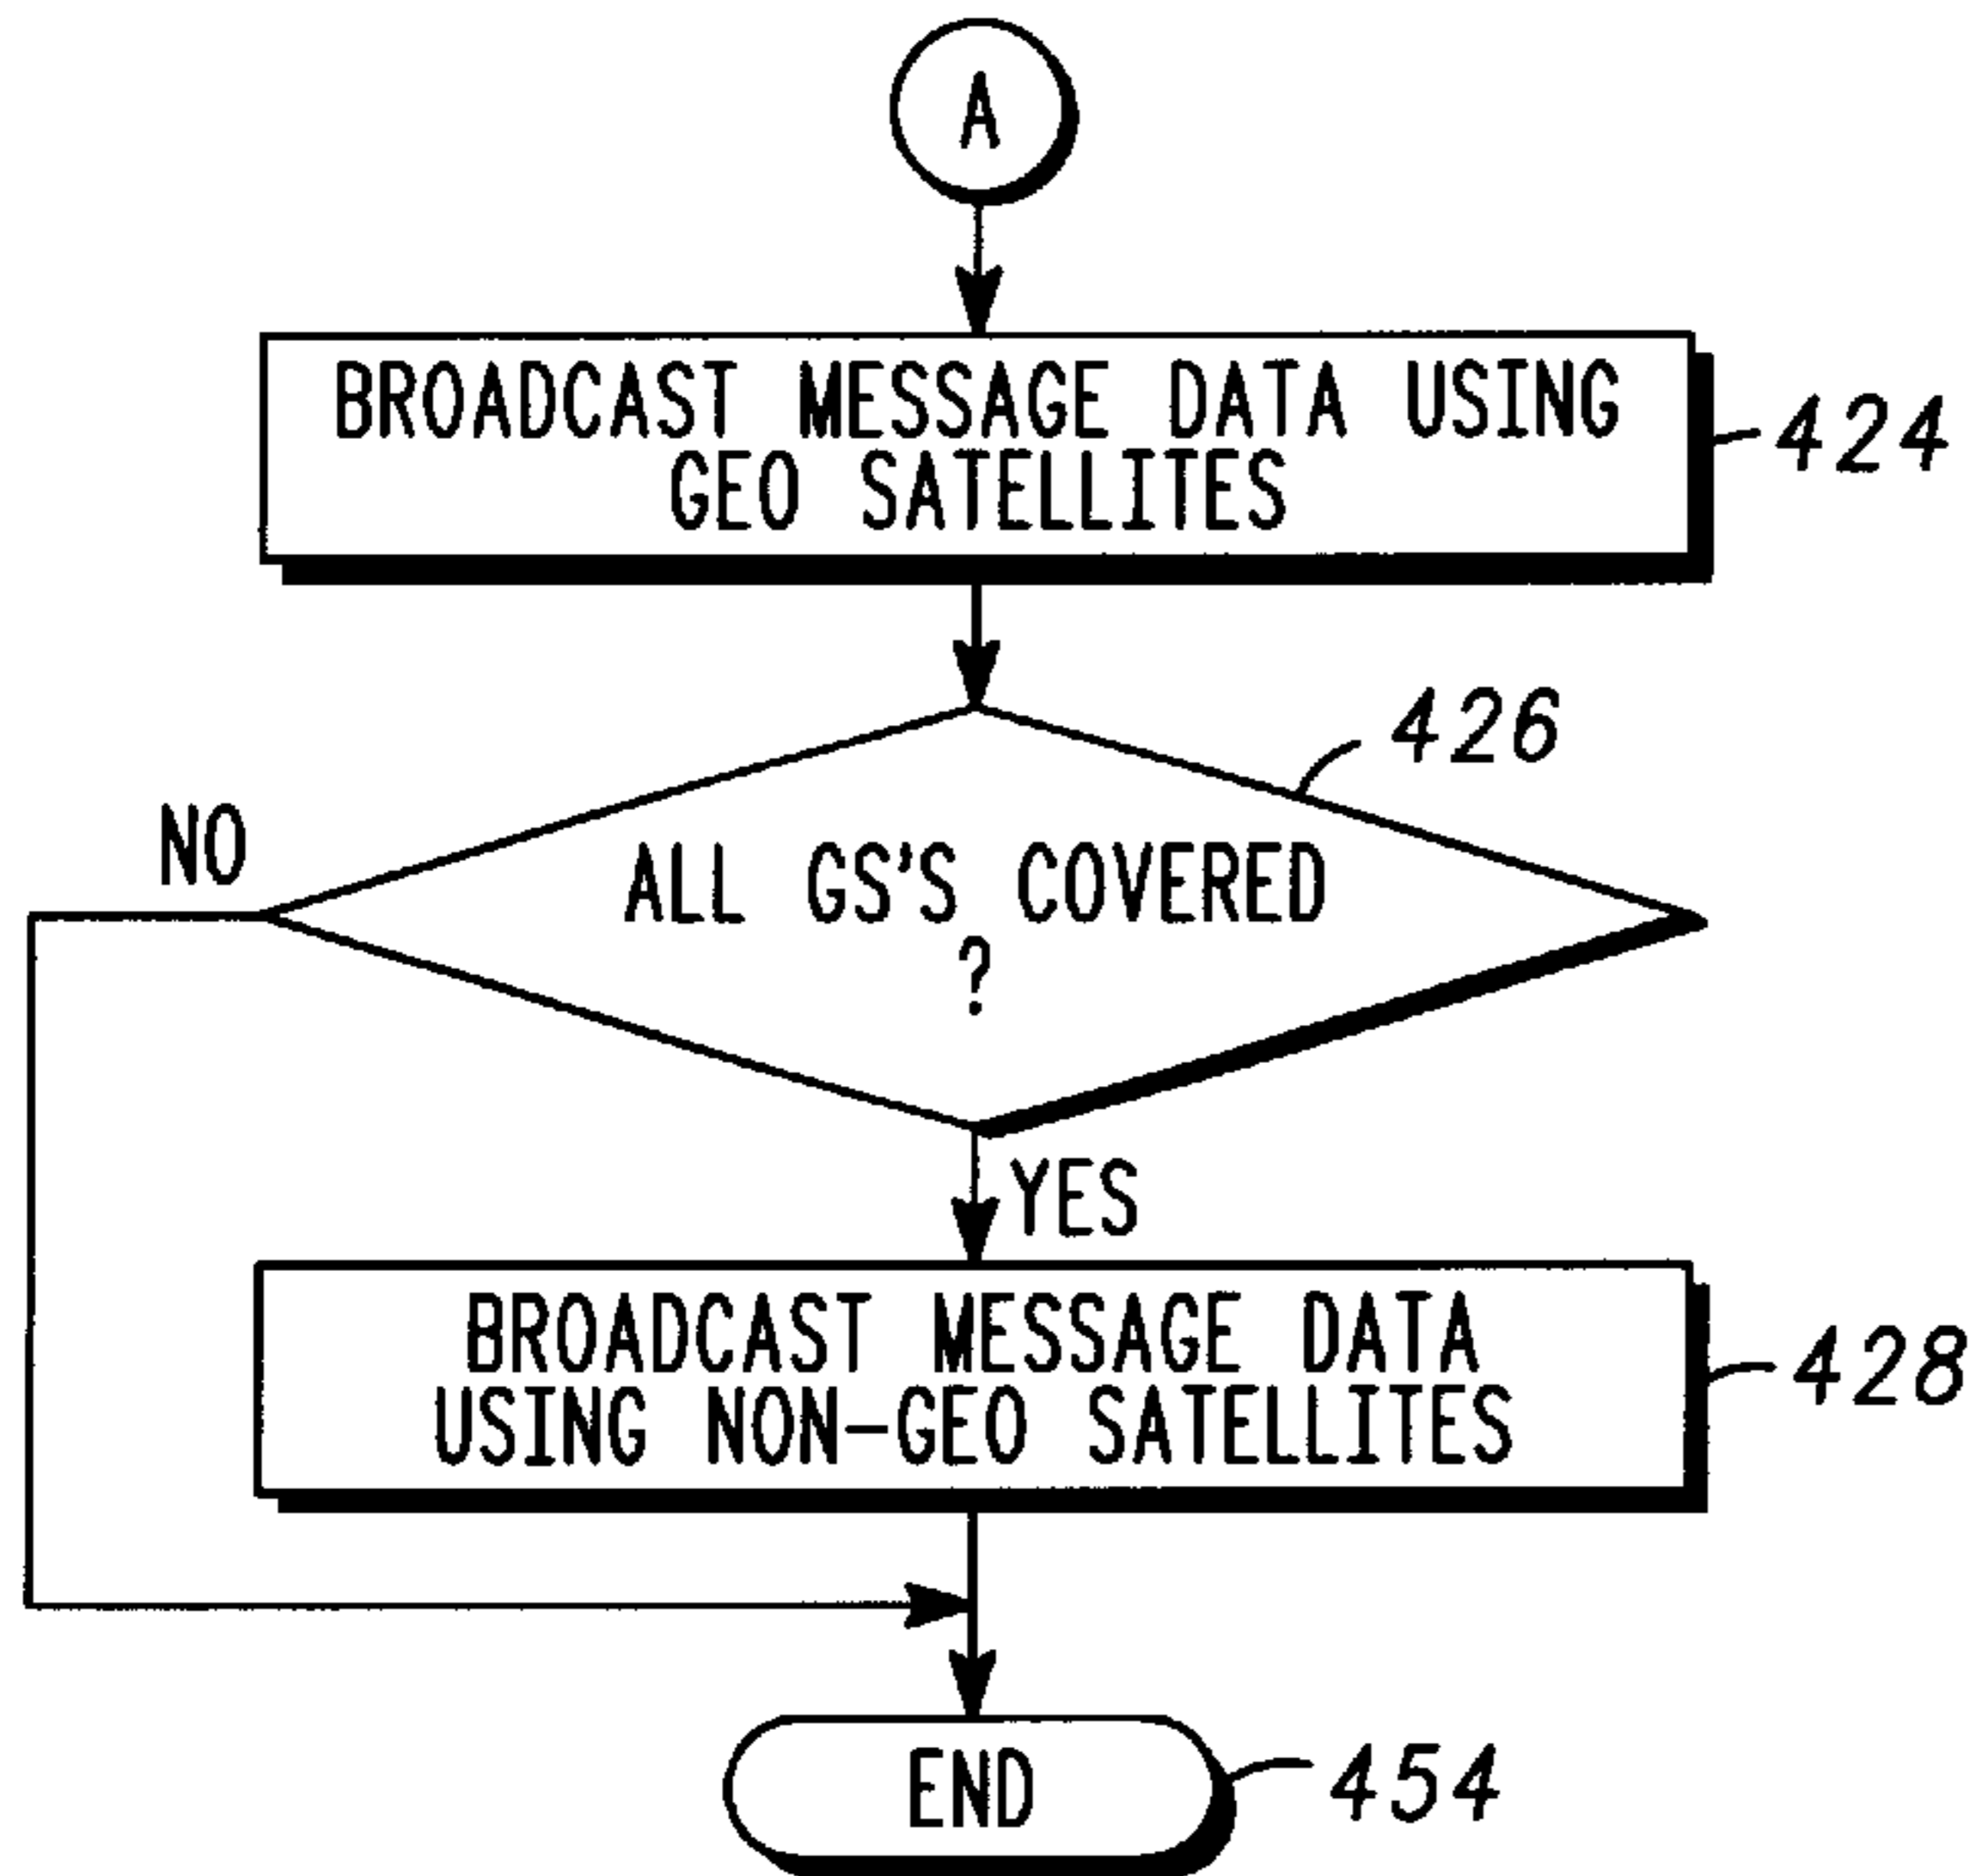 A
BROADCAST MESSAGE DATA USING
GEO SATELLITES
424
426
NO
ALL GS'S COVERED
?
YES
BROADCAST MESSAGE DATA
USING NON-GEO SATELLITES
428
END
454